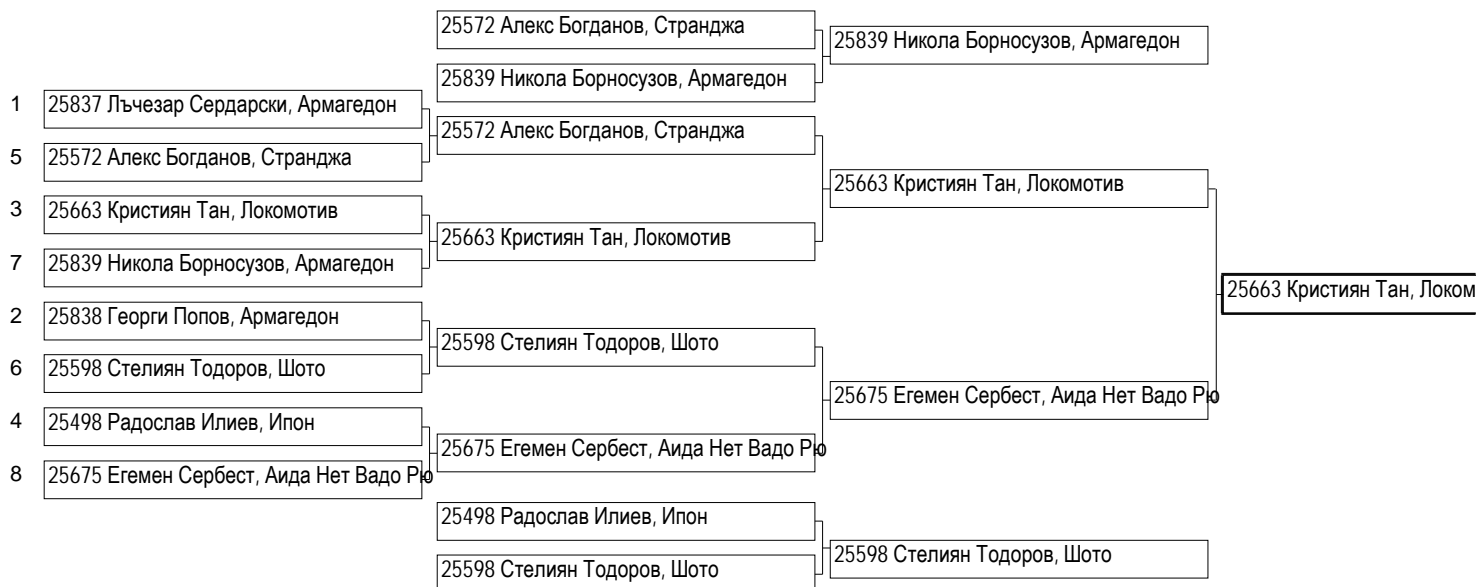 25572 Алекс Богданов, Странджа
25839 Никола Борносузов, Армагедон
25839 Никола Борносузов, Армагедон
1 25837 Лъчезар Сердарски, Армагедон
25572 Алекс Богданов, Странджа
5 25572 Алекс Богданов, Странджа
25663 Кристиян Тан, Локомотив
3 25663 Кристиян Тан, Локомотив
25663 Кристиян Тан, Локомотив
7 25839 Никола Борносузов, Армагедон
25663 Кристиян Тан, Локом
2 25838 Георги Попов, Армагедон
25598 Стелиян Тодоров, Шото
6 25598 Стелиян Тодоров, Шото
25675 Егемен Сербест, Аида Нет Вадо Рю
4 25498 Радослав Илиев, Ипон
25675 Егемен Сербест, Аида Нет Вадо Рю
8 25675 Егемен Сербест, Аида Нет Вадо Рю
25498 Радослав Илиев, Ипон
25598 Стелиян Тодоров, Шото
25598 Стелиян Тодоров, Шото